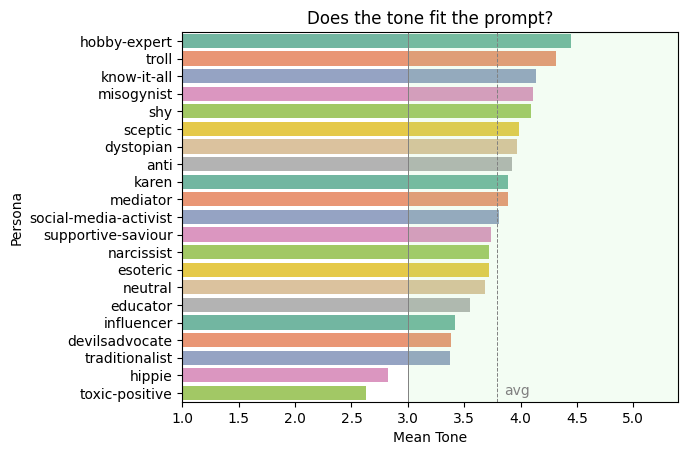 Does the tone fit the prompt?
Persona
hobby-expert
troll
know-it-all
misogynist
shy
sceptic
dystopian
anti
karen
mediator
social-media-activist
supportive-saviour
narcissist
esoteric
neutral
educator
influencer
devilsadvocate
traditionalist
hippie
toxic-positive
avg
1.0 1.5 2.0 2.5 3.0 3.5 4.0 4.5 5.0
Mean Tone